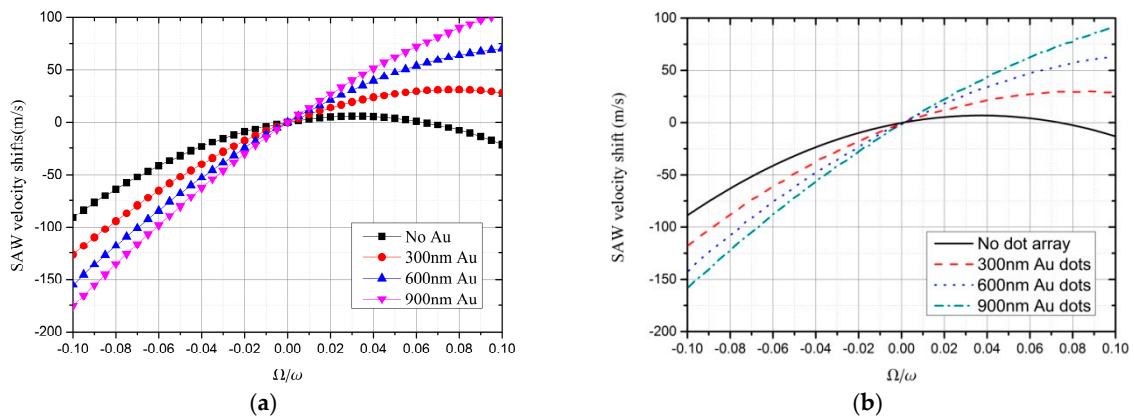 100
50
0
-50
-100
-150
-200
SAW velocity shift:s(m/s)
No Au
300nm Au
600nm Au
900nm Au
-0.10 -0.08 -0.06 -0.04 -0.02 0.00 0.02 0.04 0.06 0.08 0.10
Ω/ω
(a)
100
50
0
-50
-100
-150
-200
SAW velocity shift (m/s)
No dot array
300nm Au dots
600nm Au dots
900nm Au dots
-0.10 -0.08 -0.06 -0.04 -0.02 0.00 0.02 0.04 0.06 0.08 0.10
Ω/ω
(b)